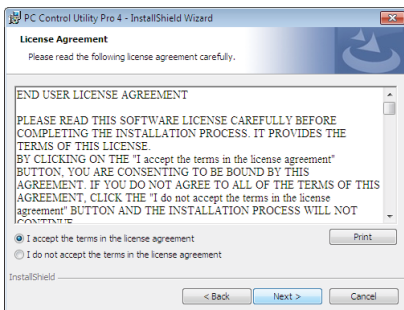 PC Control Utility Pro 4 - InstallShield Wizard
License Agreement
Please read the following license agreement carefully.
END USER LICENSE AGREEMENT
PLEASE READ THIS SOFTWARE LICENSE CAREFULLY BEFORE
COMPLETING THE INSTALLATION PROCESS. IT PROVIDES THE
TERMS OF THIS LICENSE.
BY CLICKING ON THE "I accept the terms in the license agreement"
BUTTON, YOU ARE CONSENTING TO BE BOUND BY THIS
AGREEMENT. IF YOU DO NOT AGREE TO ALL OF THE TERMS OF THIS
AGREEMENT, CLICK THE "I do not accept the terms in the license
agreement" BUTTON AND THE INSTALLATION PROCESS WILL NOT
CONTINUE.
I accept the terms in the license agreement
Print
I do not accept the terms in the license agreement
InstallShield
< Back
Next >
Cancel